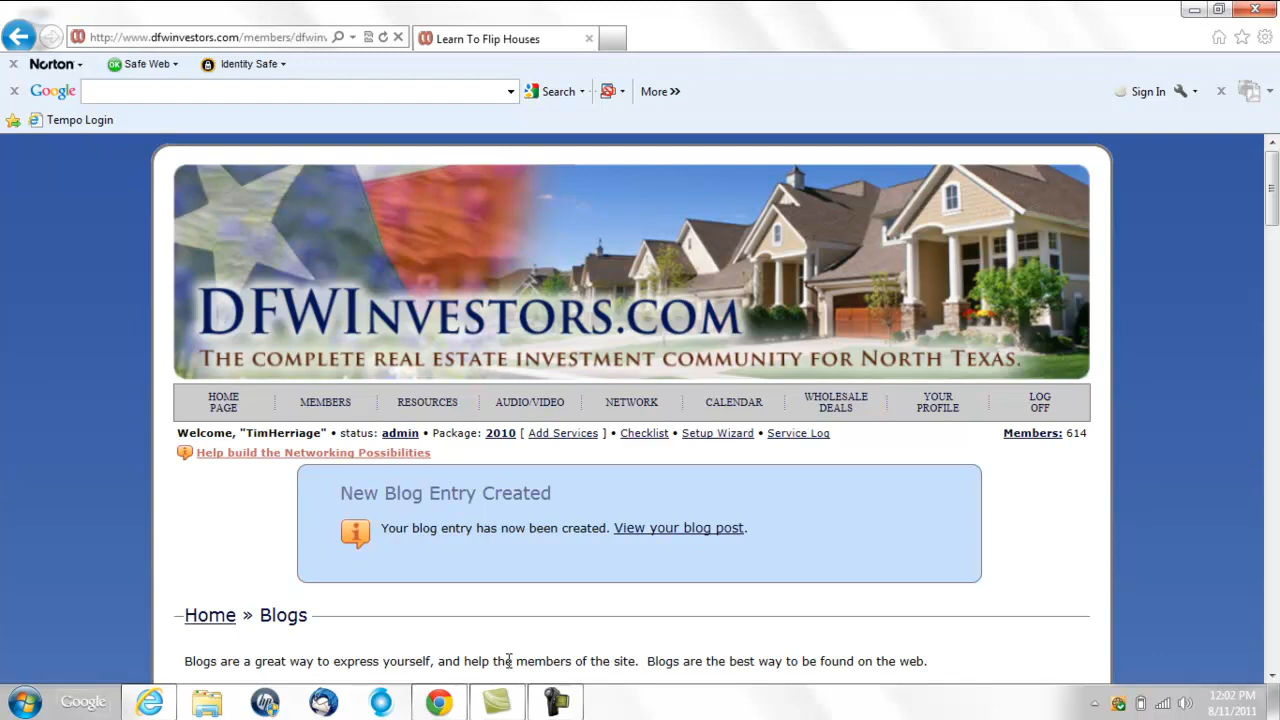 http://www.dfwinvestors.com/members/dfwin
Learn To Flip Houses
Norton
OK Safe Web
Identity Safe
Google
Search
More »
Sign In
Tempo Login
DFWInvestors.com
The complete real estate investment community for North Texas.
HOME PAGE
MEMBERS
RESOURCES
AUDIO/VIDEO
NETWORK
CALENDAR
WHOLESALE DEALS
YOUR PROFILE
LOG OFF
Welcome, "TimHerriage" • status: admin • Package: 2010 [ Add Services ] • Checklist • Setup Wizard • Service Log
Members: 614
Help build the Networking Possibilities
New Blog Entry Created
Your blog entry has now been created. View your blog post.
Home » Blogs
Blogs are a great way to express yourself, and help the members of the site. Blogs are the best way to be found on the web.
Google
12:02 PM
8/11/2011